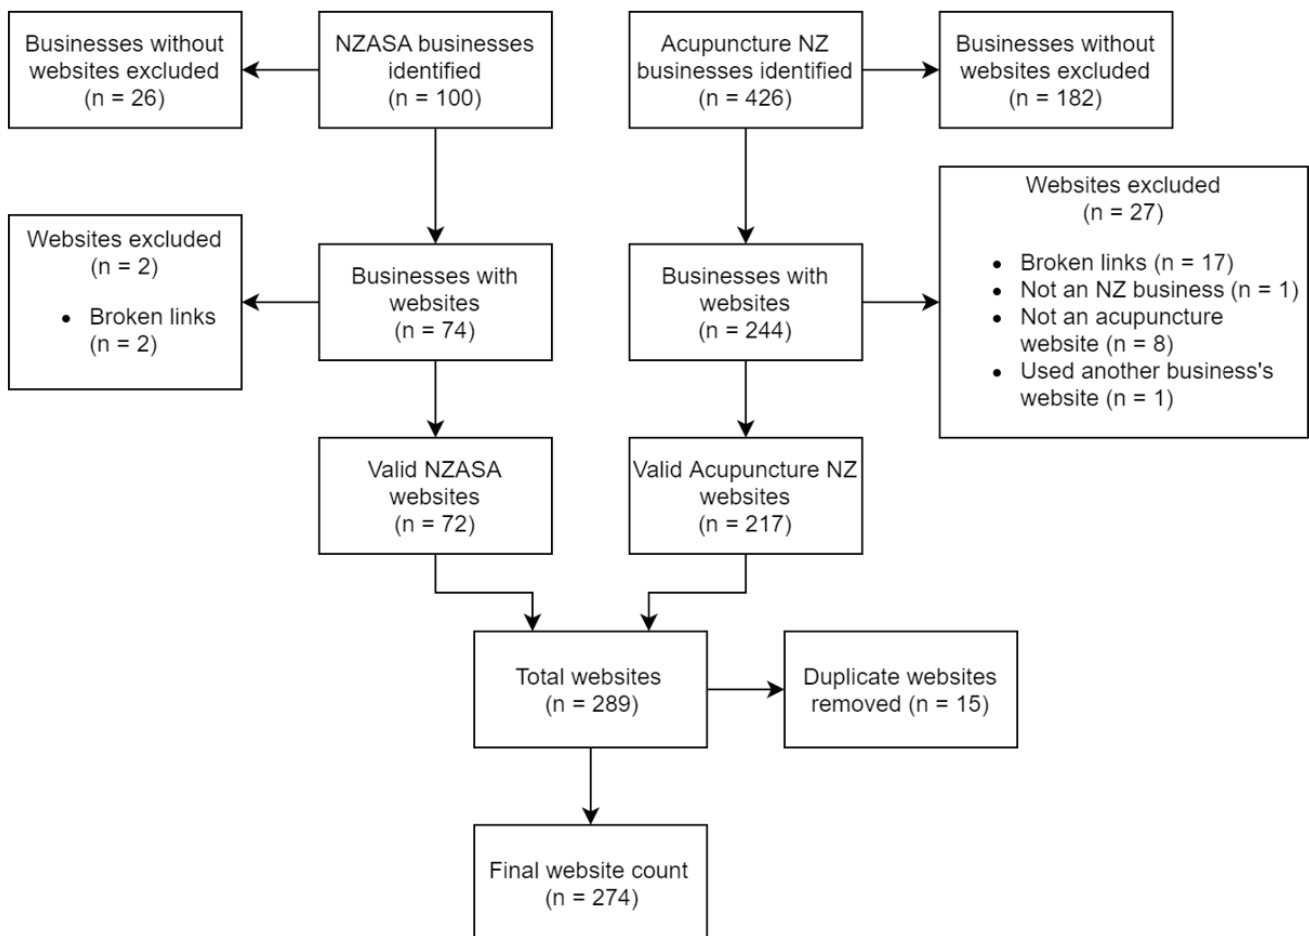 Businesses without
websites excluded
(n = 26)
NZASA businesses
identified
(n = 100)
Acupuncture NZ
businesses identified
(n = 426)
Businesses without
websites excluded
(n = 182)
Websites excluded
(n = 2)
• Broken links
(n = 2)
Businesses with
websites
(n = 74)
Businesses with
websites
(n = 244)
Websites excluded
(n = 27)
• Broken links (n = 17)
• Not an NZ business (n = 1)
• Not an acupuncture
website (n = 8)
• Used another business's
website (n = 1)
Valid NZASA
websites
(n = 72)
Valid Acupuncture NZ
websites
(n = 217)
Total websites
(n = 289)
Duplicate websites
removed (n = 15)
Final website count
(n = 274)